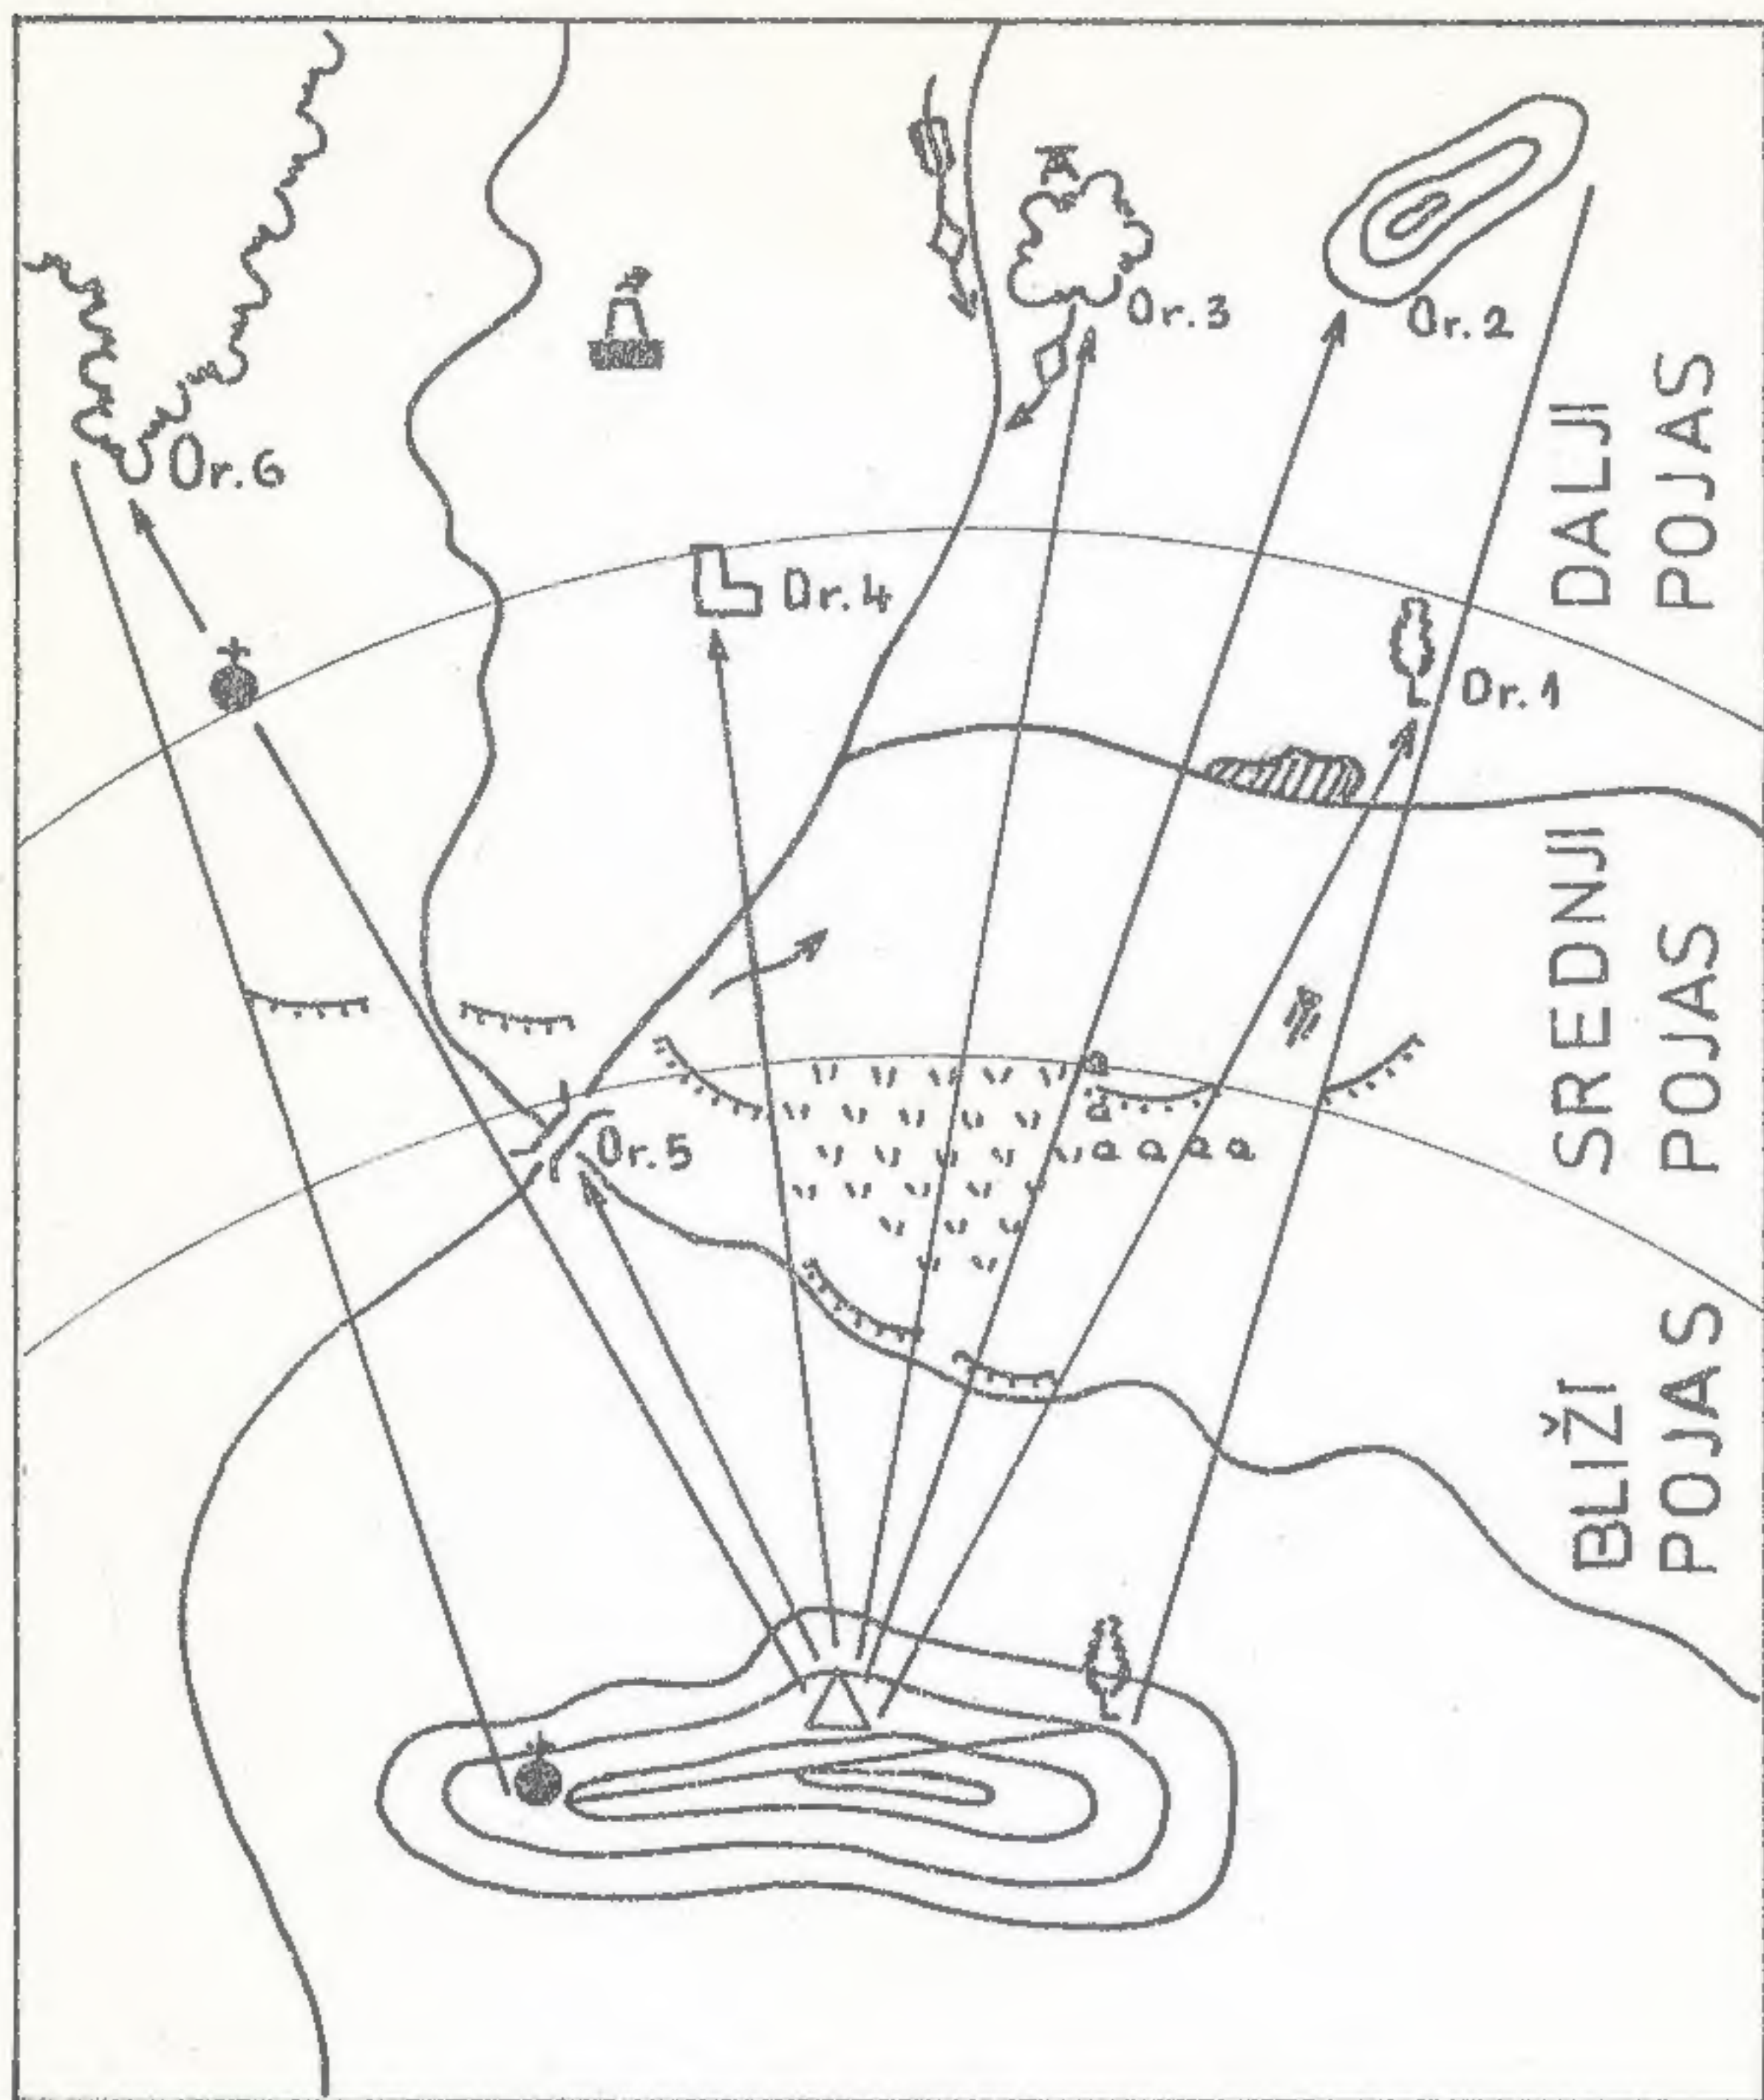 Or.3
Or.2
Or.6
Or.4
Or.1
Or.5
DALJI
POJAS
SREDNJI
POJAS
BLIŽI
POJAS